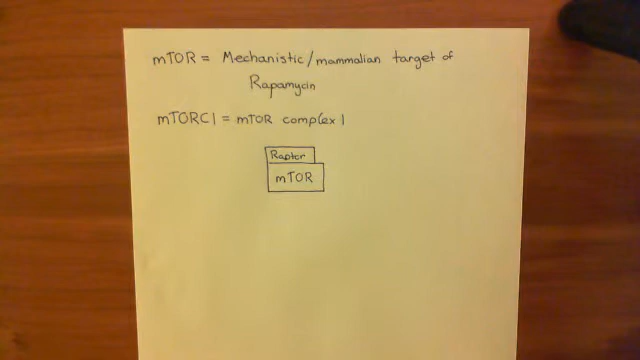 mTOR = Mechanistic/mammalian target of
Rapamycin
mTORC1 = mTOR complex 1
Raptor
mTOR